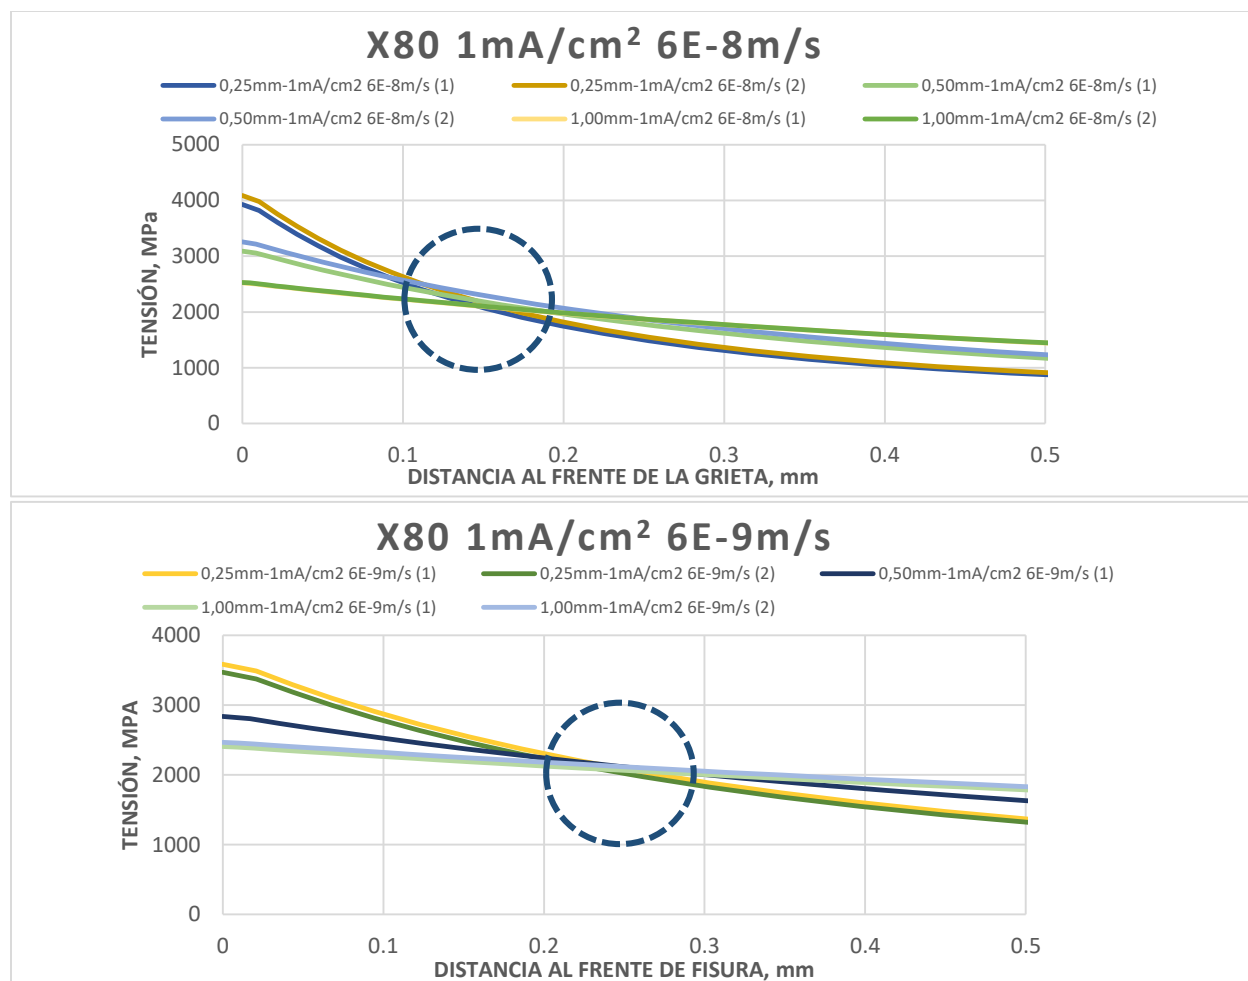 X80 1mA/cm² 6E-8m/s
0,25mm-1mA/cm2 6E-8m/s (1) 0,25mm-1mA/cm2 6E-8m/s (2) 0,50mm-1mA/cm2 6E-8m/s (1)
0,50mm-1mA/cm2 6E-8m/s (2) 1,00mm-1mA/cm2 6E-8m/s (1) 1,00mm-1mA/cm2 6E-8m/s (2)
5000
4000
3000
2000
1000
0
TENSIÓN, MPa
0 0.1 0.2 0.3 0.4 0.5
DISTANCIA AL FRENTE DE LA GRIETA, mm
X80 1mA/cm² 6E-9m/s
0,25mm-1mA/cm2 6E-9m/s (1) 0,25mm-1mA/cm2 6E-9m/s (2) 0,50mm-1mA/cm2 6E-9m/s (1)
1,00mm-1mA/cm2 6E-9m/s (1) 1,00mm-1mA/cm2 6E-9m/s (2)
4000
3000
2000
1000
0
TENSIÓN, MPA
0 0.1 0.2 0.3 0.4 0.5
DISTANCIA AL FRENTE DE FISURA, mm